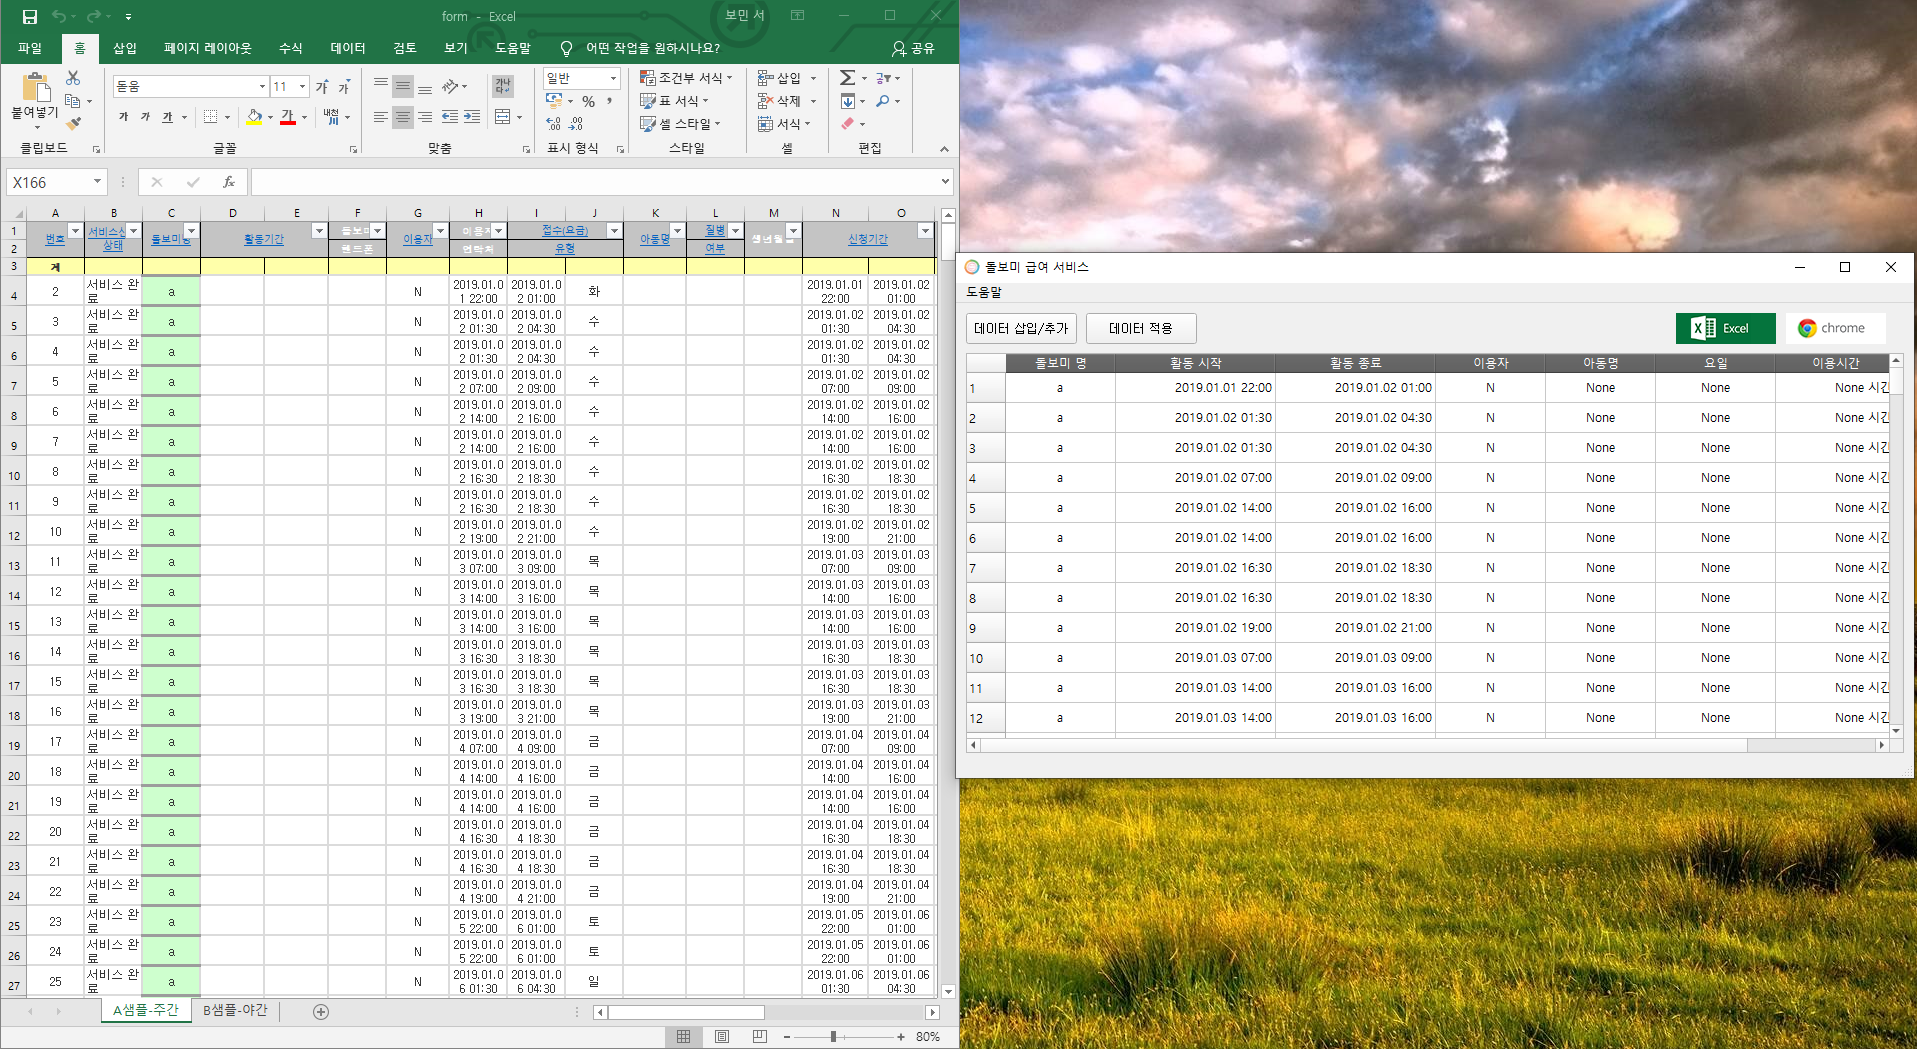 form - Excel
보민 서
파일 홈 삽입 페이지 레이아웃 수식 데이터 검토 보기 도움말 어떤 작업을 원하시나요? 공유
붙여넣기
돋움 11 가 가
가 가 가 가 내천
가나다
일반
% ,
조건부 서식
표 서식
셀 스타일
삽입
삭제
서식
클립보드 글꼴 맞춤 표시 형식 스타일 셀 편집
X166 fx
A B C D E F G H I J K L M N O
1 번호 서비스신 상태 돌보미명 활동기간 이용자 접수(요금) 아동명 질병 신청기간
2 핸드폰 연락처 유형 여부
3 계
4 2 서비스 완료 a N 2019.01.01 22:00 2019.01.02 01:00 화 2019.01.01 22:00 2019.01.02 01:00
5 3 서비스 완료 a N 2019.01.02 01:30 2019.01.02 04:30 수 2019.01.02 01:30 2019.01.02 04:30
6 4 서비스 완료 a N 2019.01.02 01:30 2019.01.02 04:30 수 2019.01.02 01:30 2019.01.02 04:30
7 5 서비스 완료 a N 2019.01.02 07:00 2019.01.02 09:00 수 2019.01.02 07:00 2019.01.02 09:00
8 6 서비스 완료 a N 2019.01.02 14:00 2019.01.02 16:00 수 2019.01.02 14:00 2019.01.02 16:00
9 7 서비스 완료 a N 2019.01.02 14:00 2019.01.02 16:00 수 2019.01.02 14:00 2019.01.02 16:00
10 8 서비스 완료 a N 2019.01.02 16:30 2019.01.02 18:30 수 2019.01.02 16:30 2019.01.02 18:30
11 9 서비스 완료 a N 2019.01.02 16:30 2019.01.02 18:30 수 2019.01.02 16:30 2019.01.02 18:30
12 10 서비스 완료 a N 2019.01.02 19:00 2019.01.02 21:00 수 2019.01.02 19:00 2019.01.02 21:00
13 11 서비스 완료 a N 2019.01.03 07:00 2019.01.03 09:00 목 2019.01.03 07:00 2019.01.03 09:00
14 12 서비스 완료 a N 2019.01.03 14:00 2019.01.03 16:00 목 2019.01.03 14:00 2019.01.03 16:00
15 13 서비스 완료 a N 2019.01.03 14:00 2019.01.03 16:00 목 2019.01.03 14:00 2019.01.03 16:00
16 14 서비스 완료 a N 2019.01.03 16:30 2019.01.03 18:30 목 2019.01.03 16:30 2019.01.03 18:30
17 15 서비스 완료 a N 2019.01.03 16:30 2019.01.03 18:30 목 2019.01.03 16:30 2019.01.03 18:30
18 16 서비스 완료 a N 2019.01.03 19:00 2019.01.03 21:00 목 2019.01.03 19:00 2019.01.03 21:00
19 17 서비스 완료 a N 2019.01.04 07:00 2019.01.04 09:00 금 2019.01.04 07:00 2019.01.04 09:00
20 18 서비스 완료 a N 2019.01.04 14:00 2019.01.04 16:00 금 2019.01.04 14:00 2019.01.04 16:00
21 19 서비스 완료 a N 2019.01.04 14:00 2019.01.04 16:00 금 2019.01.04 14:00 2019.01.04 16:00
22 20 서비스 완료 a N 2019.01.04 16:30 2019.01.04 18:30 금 2019.01.04 16:30 2019.01.04 18:30
23 21 서비스 완료 a N 2019.01.04 16:30 2019.01.04 18:30 금 2019.01.04 16:30 2019.01.04 18:30
24 22 서비스 완료 a N 2019.01.04 19:00 2019.01.04 21:00 금 2019.01.04 19:00 2019.01.04 21:00
25 23 서비스 완료 a N 2019.01.05 22:00 2019.01.06 01:00 토 2019.01.05 22:00 2019.01.06 01:00
26 24 서비스 완료 a N 2019.01.05 22:00 2019.01.06 01:00 토 2019.01.05 22:00 2019.01.06 01:00
27 25 서비스 완료 a N 2019.01.06 01:30 2019.01.06 04:30 일 2019.01.06 01:30 2019.01.06 04:30
A샘플-주간 B샘플-야간
80%
돌보미 급여 서비스
도움말
데이터 삽입/추가 데이터 적용 Excel chrome
돌보미 명 활동 시작 활동 종료 이용자 아동명 요일 이용시간
1 a 2019.01.01 22:00 2019.01.02 01:00 N None None None 시간
2 a 2019.01.02 01:30 2019.01.02 04:30 N None None None 시간
3 a 2019.01.02 01:30 2019.01.02 04:30 N None None None 시간
4 a 2019.01.02 07:00 2019.01.02 09:00 N None None None 시간
5 a 2019.01.02 14:00 2019.01.02 16:00 N None None None 시간
6 a 2019.01.02 14:00 2019.01.02 16:00 N None None None 시간
7 a 2019.01.02 16:30 2019.01.02 18:30 N None None None 시간
8 a 2019.01.02 16:30 2019.01.02 18:30 N None None None 시간
9 a 2019.01.02 19:00 2019.01.02 21:00 N None None None 시간
10 a 2019.01.03 07:00 2019.01.03 09:00 N None None None 시간
11 a 2019.01.03 14:00 2019.01.03 16:00 N None None None 시간
12 a 2019.01.03 14:00 2019.01.03 16:00 N None None None 시간